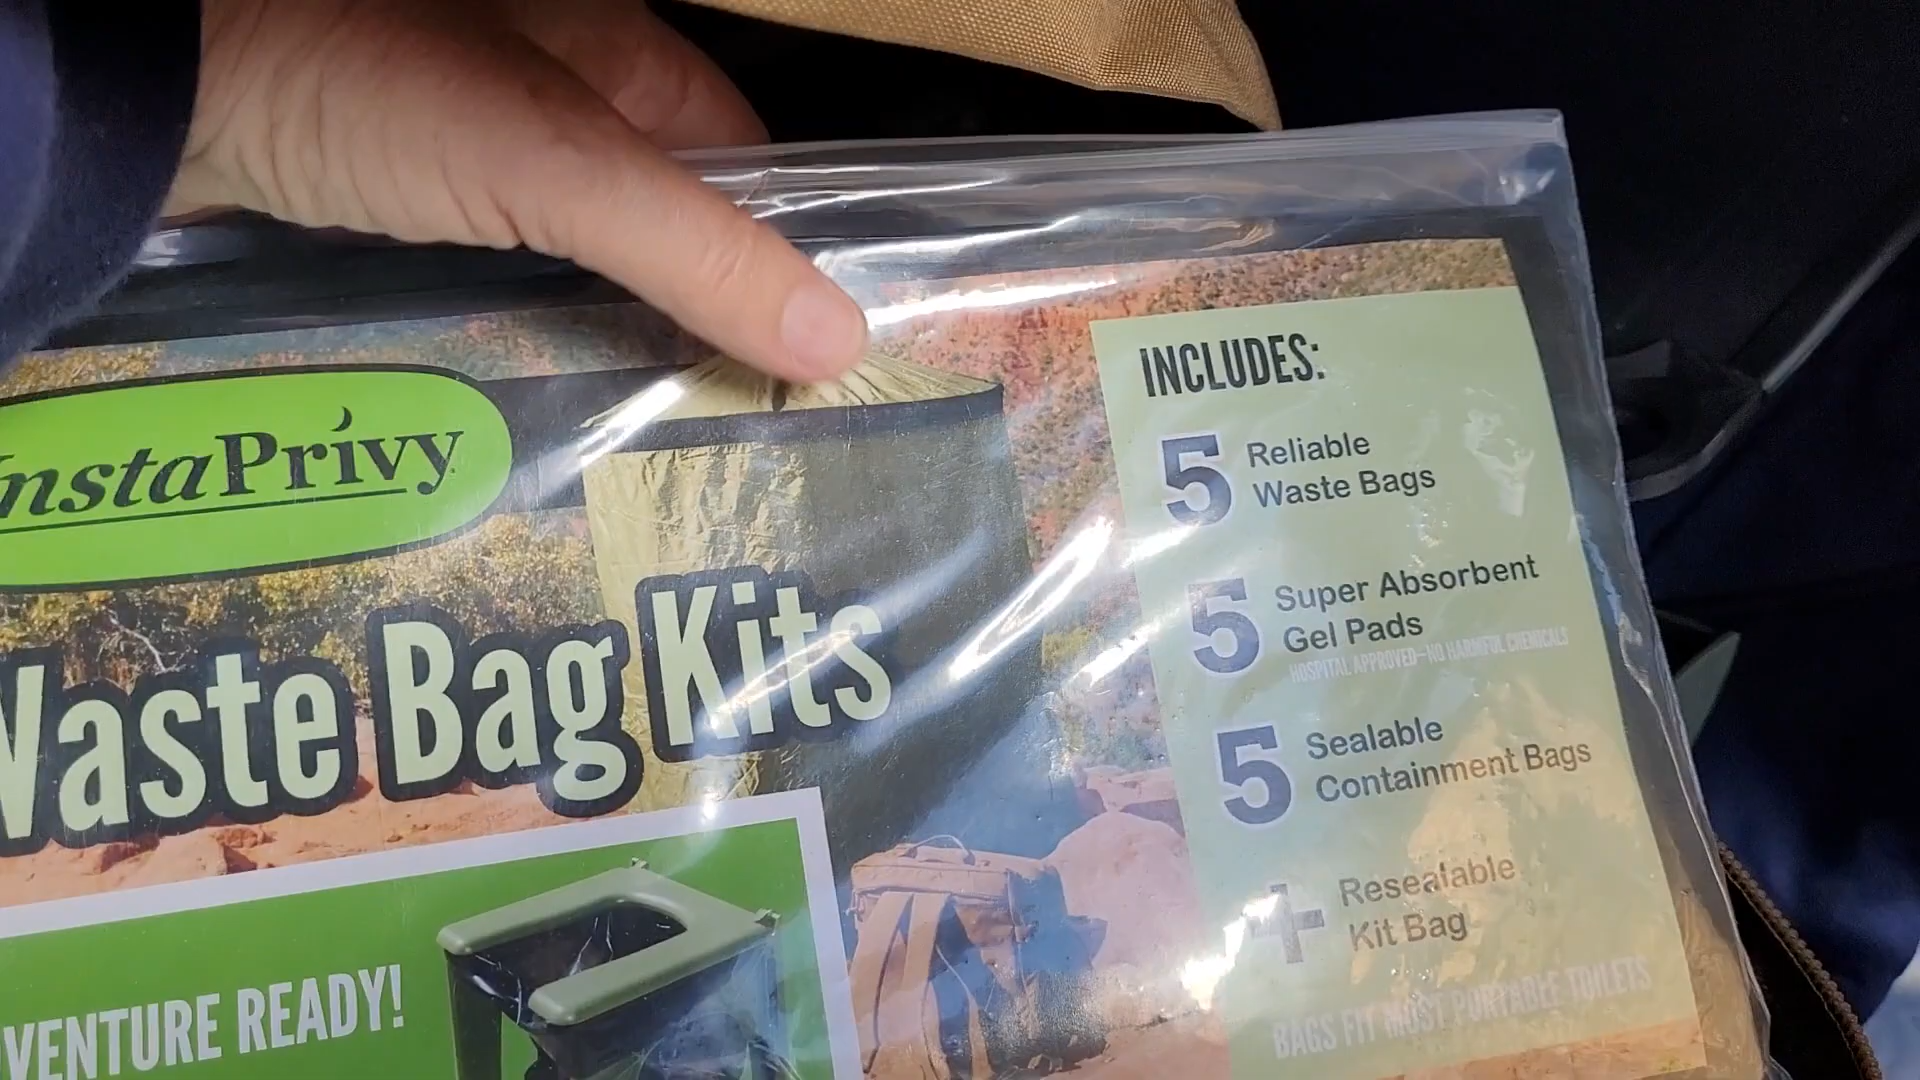 InstaPrivy
Waste Bag Kits
VENTURE READY!
INCLUDES:
5 Reliable
Waste Bags
5 Super Absorbent
Gel Pads
HOSPITAL APPROVED-NO HARMFUL CHEMICALS
5 Sealable
Containment Bags
+ Resealable
Kit Bag
BAGS FIT MOST PORTABLE TOILETS